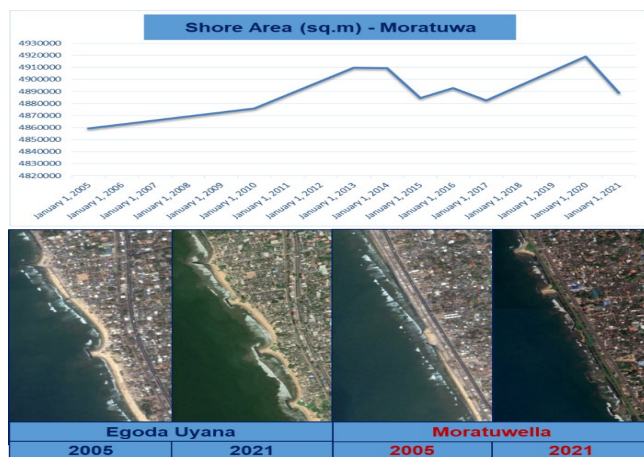 Shore Area (sq.m) - Moratuwa
4930000
4920000
4910000
4900000
4890000
4880000
4870000
4860000
4850000
4840000
4830000
4820000
January 1, 2005
January 1, 2006
January 1, 2007
January 1, 2008
January 1, 2009
January 1, 2010
January 1, 2011
January 1, 2012
January 1, 2013
January 1, 2014
January 1, 2015
January 1, 2016
January 1, 2017
January 1, 2018
January 1, 2019
January 1, 2020
January 1, 2021
Egoda Uyana Moratuwella
2005 2021 2005 2021